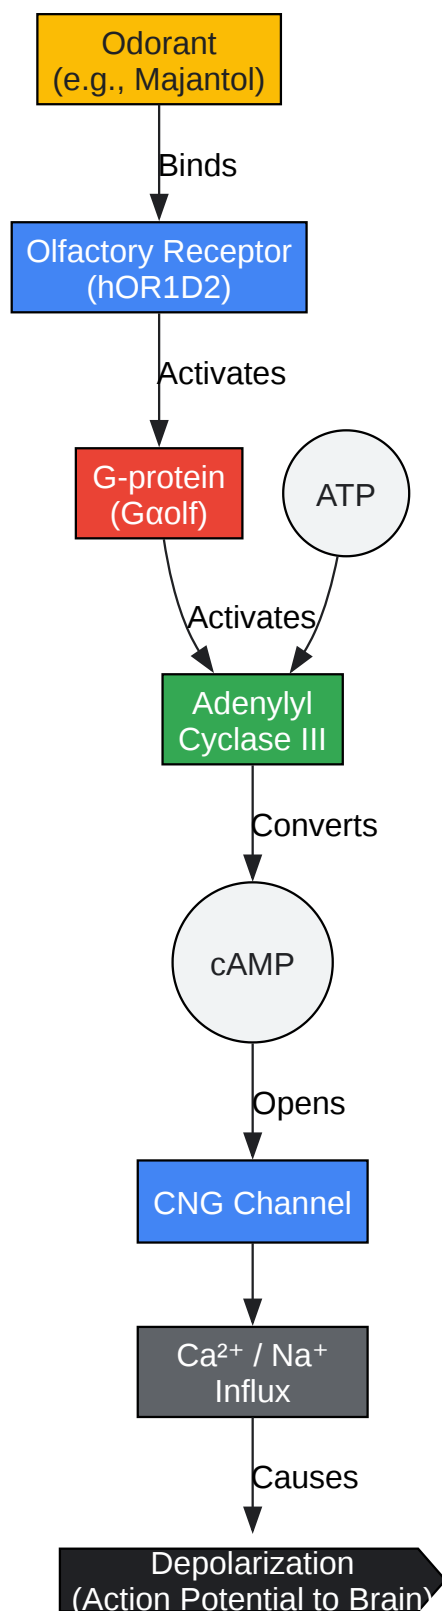 Odorant
(e.g., Majantol)
Binds
Olfactory Receptor
(hOR1D2)
Activates
G-protein
(Gαolf)
ATP
Activates
Adenylyl
Cyclase III
Converts
cAMP
Opens
CNG Channel
Ca²⁺ / Na⁺
Influx
Causes
Depolarization
(Action Potential to Brain)